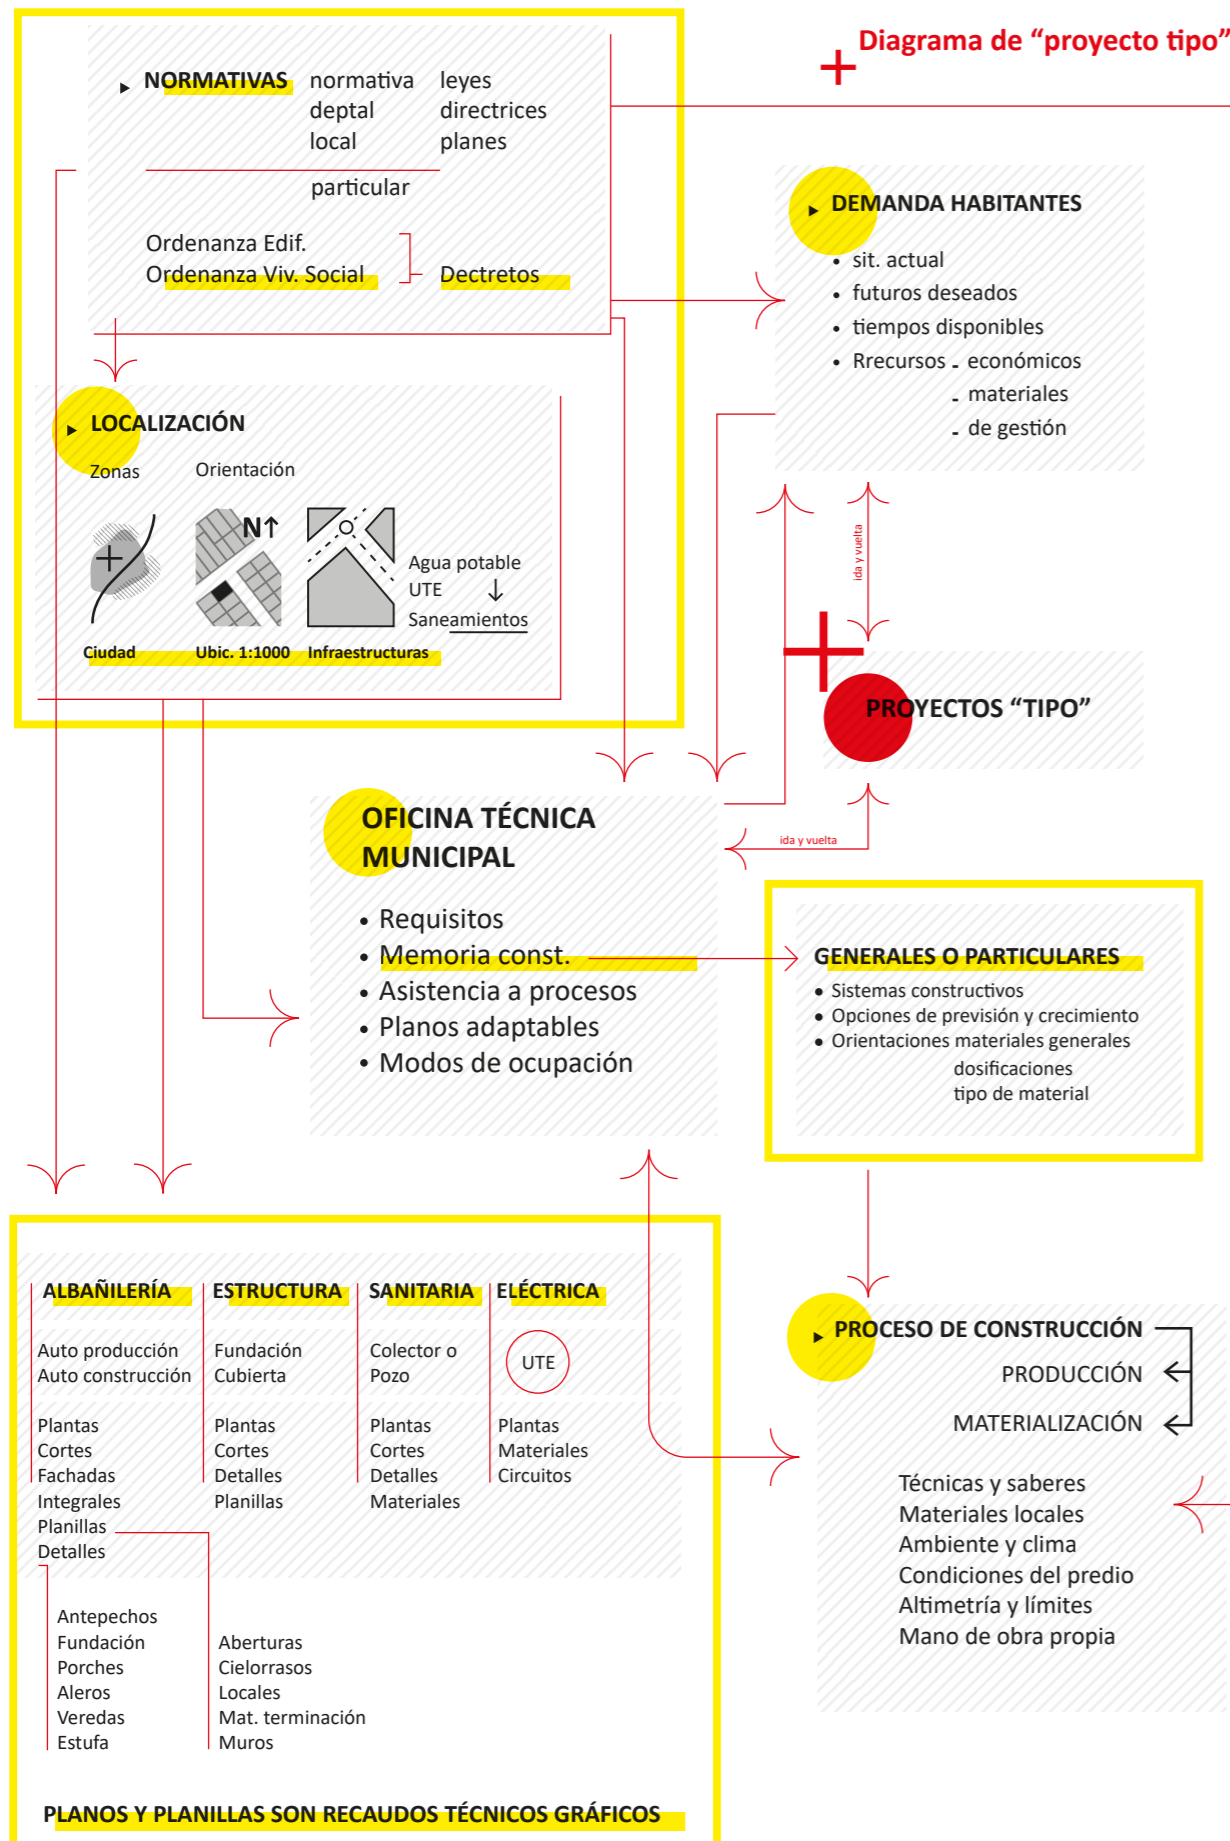 Diagrama de “proyecto tipo”
NORMATIVAS
normativa
deptal
local
particular
leyes
directrices
planes
Ordenanza Edif.
Ordenanza Viv. Social
Dectretos
DEMANDA HABITANTES
sit. actual
futuros deseados
tiempos disponibles
Rrecursos - económicos
- materiales
- de gestión
LOCALIZACIÓN
Zonas
Orientación
N↑
Agua potable
UTE ↓
Saneamientos
Ciudad
Ubic. 1:1000
Infraestructuras
ida y vuelta
PROYECTOS “TIPO”
ida y vuelta
OFICINA TÉCNICA
MUNICIPAL
• Requisitos
• Memoria const.
• Asistencia a procesos
• Planos adaptables
• Modos de ocupación
GENERALES O PARTICULARES
• Sistemas constructivos
• Opciones de previsión y crecimiento
• Orientaciones materiales generales
dosificaciones
tipo de material
ALBAÑILERÍA
Auto producción
Auto construcción
Plantas
Cortes
Fachadas
Integrales
Planillas
Detalles
Antepechos
Fundación
Porches
Aleros
Veredas
Estufa
Aberturas
Cielorrasos
Locales
Mat. terminación
Muros
ESTRUCTURA
Fundación
Cubierta
Plantas
Cortes
Detalles
Planillas
SANITARIA
Colector o
Pozo
Plantas
Cortes
Detalles
Materiales
ELÉCTRICA
UTE
Plantas
Materiales
Circuitos
PLANOS Y PLANILLAS SON RECAUDOS TÉCNICOS GRÁFICOS
PROCESO DE CONSTRUCCIÓN
PRODUCCIÓN
MATERIALIZACIÓN
Técnicas y saberes
Materiales locales
Ambiente y clima
Condiciones del predio
Altimetría y límites
Mano de obra propia